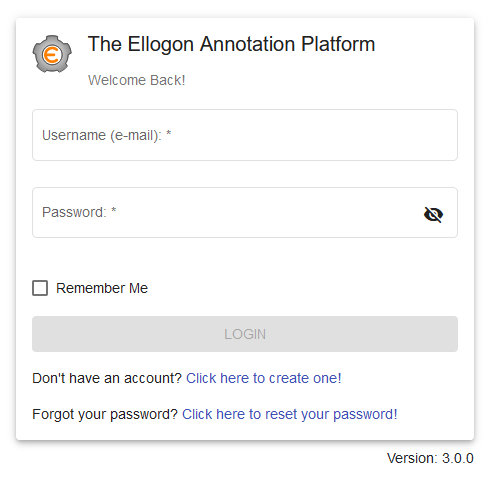 The Ellogon Annotation Platform
Welcome Back!
Username (e-mail): *
Password: *
Remember Me
LOGIN
Don't have an account? Click here to create one!
Forgot your password? Click here to reset your password!
Version: 3.0.0